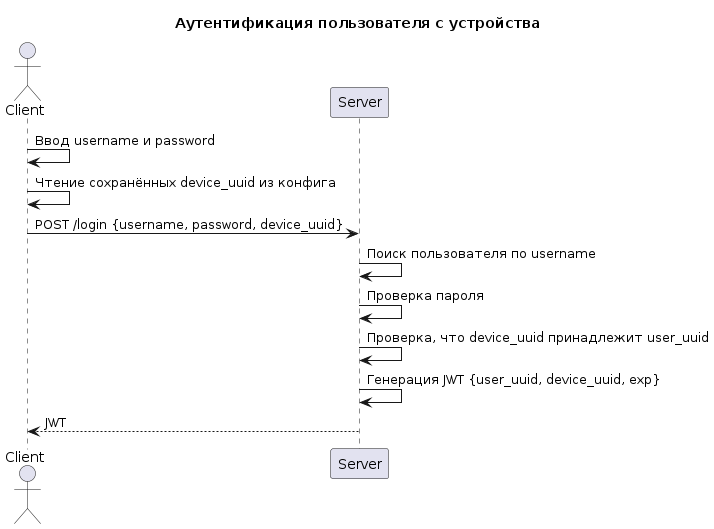 Аутентификация пользователя с устройства
Client
Server
Ввод username и password
Чтение сохранённых device_uuid из конфига
POST /login {username, password, device_uuid}
Поиск пользователя по username
Проверка пароля
Проверка, что device_uuid принадлежит user_uuid
Генерация JWT {user_uuid, device_uuid, exp}
JWT
Client
Server